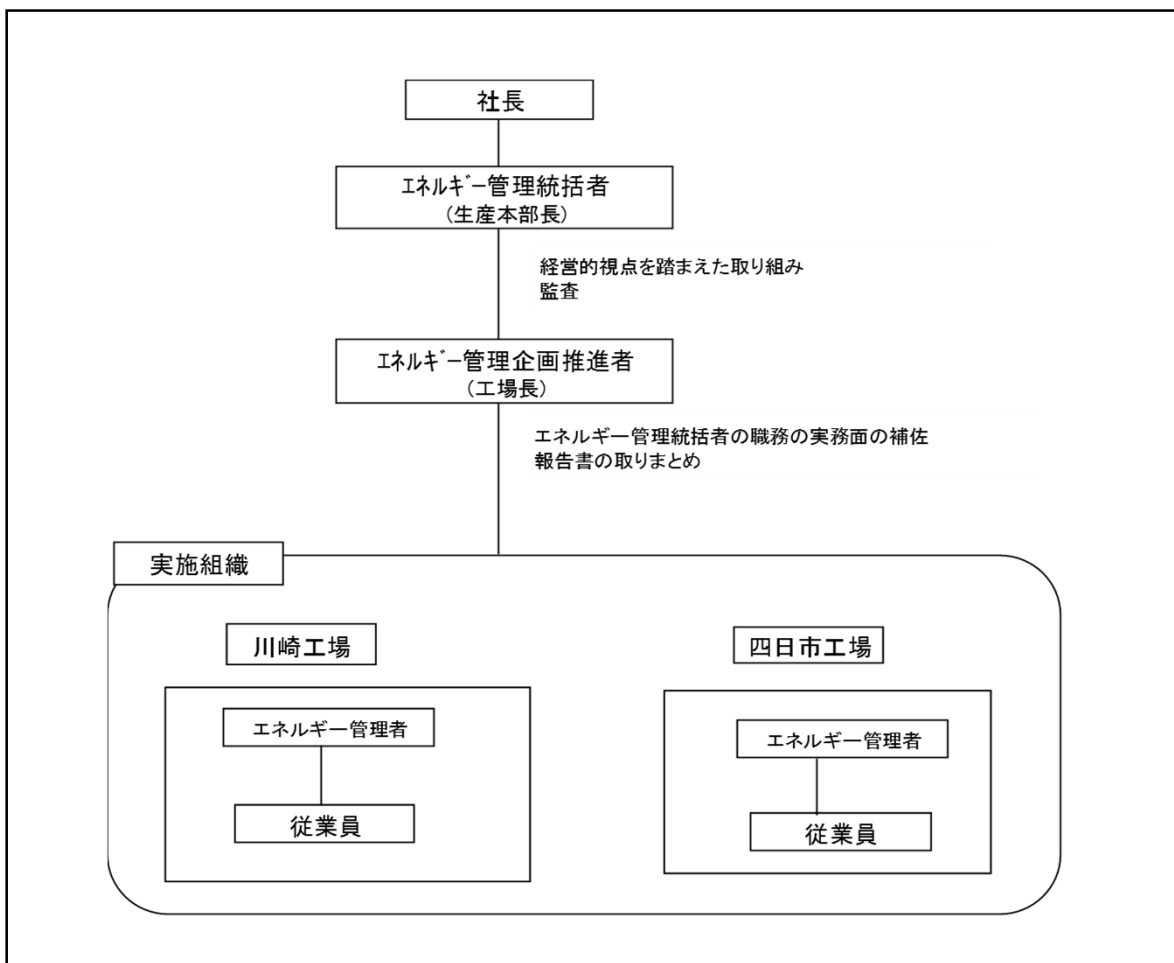 社長
ｴﾈﾙｷﾞｰ管理統括者
(生産本部長)
経営的視点を踏まえた取り組み
監査
ｴﾈﾙｷﾞｰ管理企画推進者
(工場長)
エネルギー管理統括者の職務の実務面の補佐
報告書の取りまとめ
実施組織
川崎工場
四日市工場
エネルギー管理者
エネルギー管理者
従業員
従業員